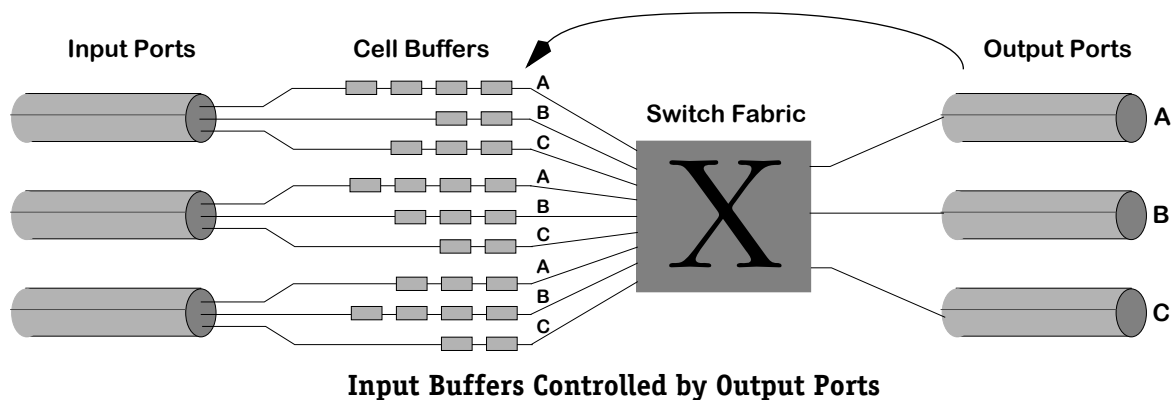 Input Ports
Cell Buffers
Output Ports
Switch Fabric
A
B
C
A
B
C
A
B
C
X
A
B
C
Input Buffers Controlled by Output Ports